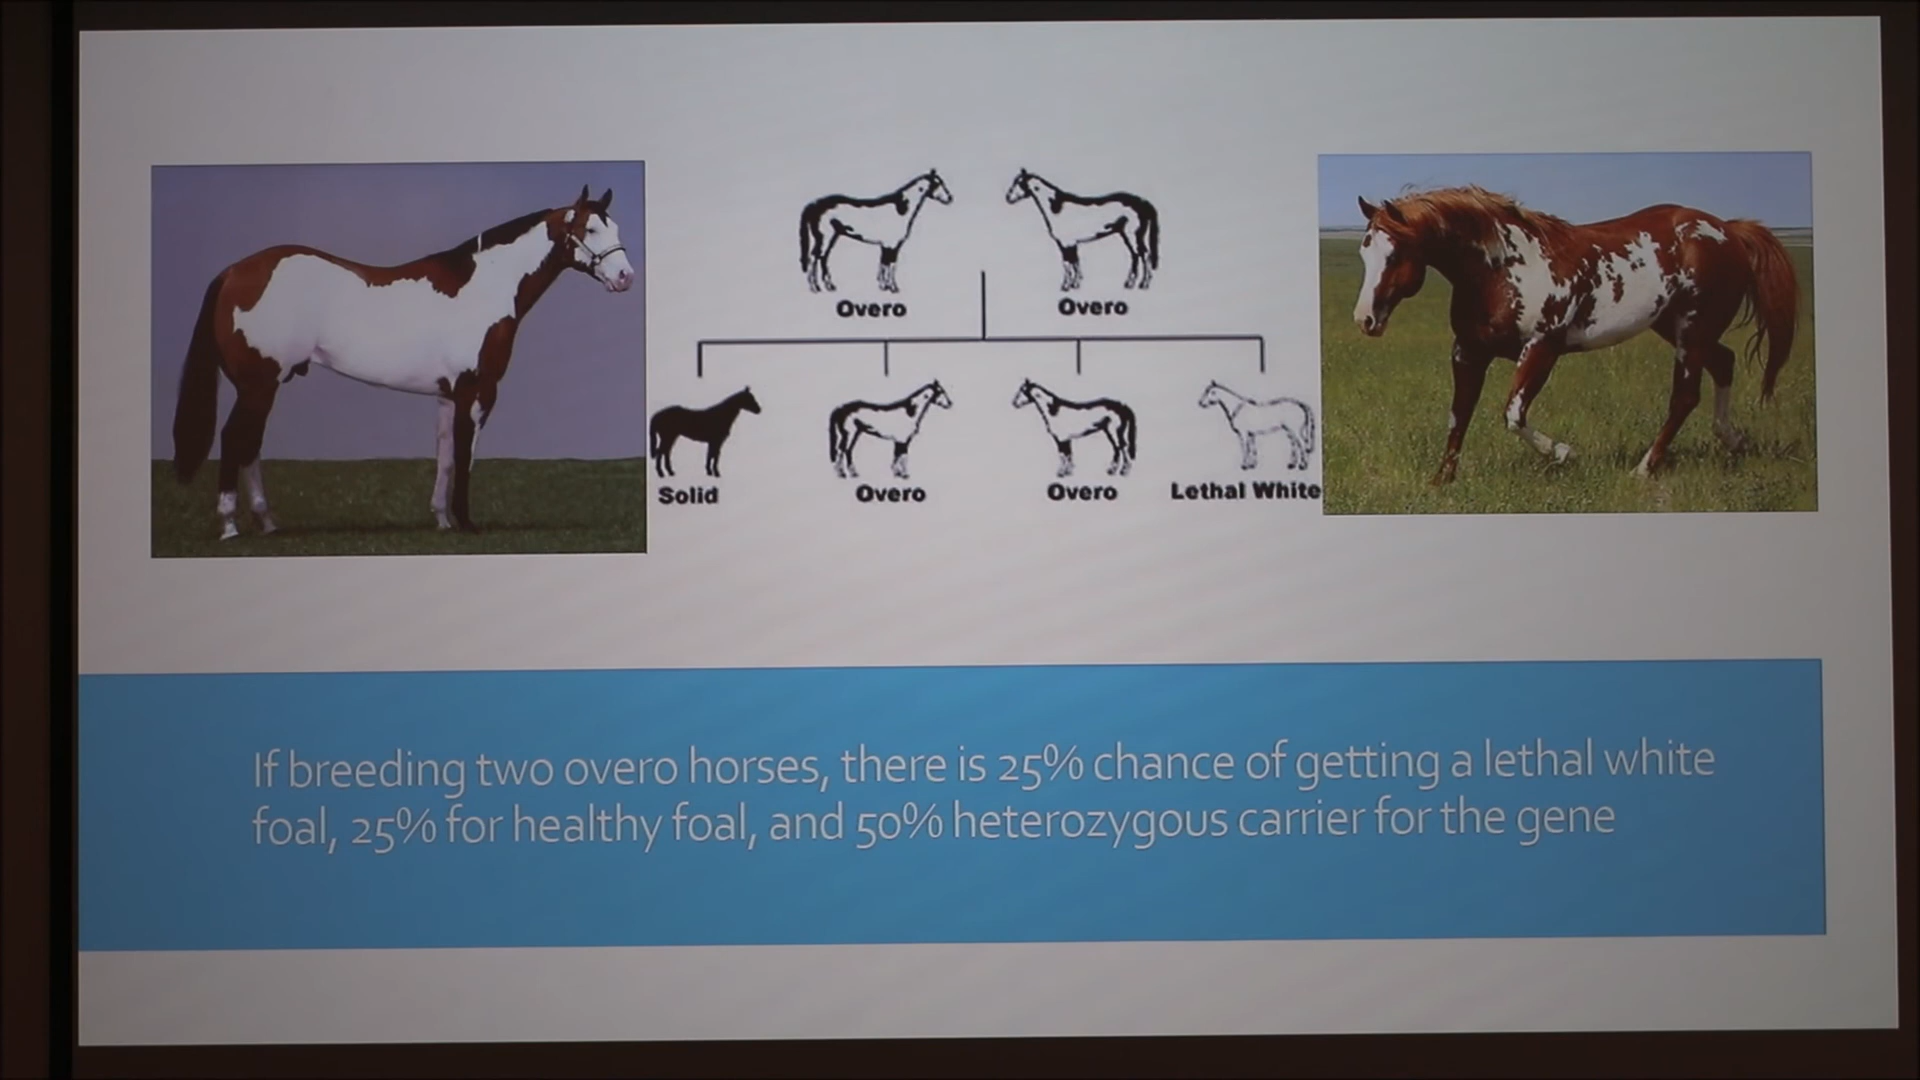 Overo
Overo
Solid
Overo
Overo
Lethal White
If breeding two overo horses, there is 25% chance of getting a lethal white
foal, 25% for healthy foal, and 50% heterozygous carrier for the gene